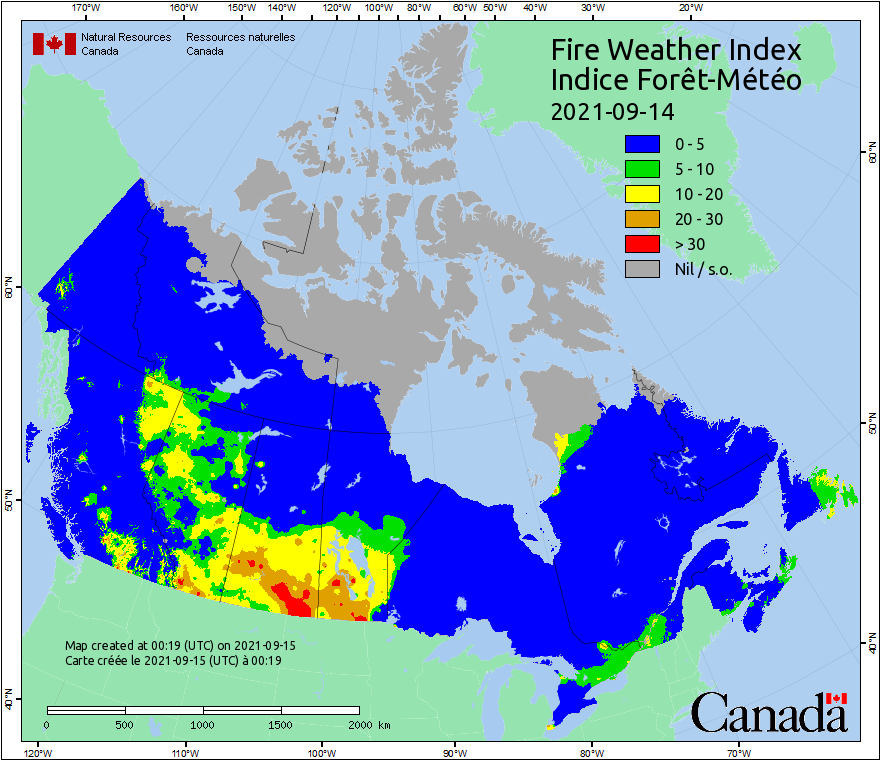 170°W 160°W 150°W 140°W 130°W 120°W 110°W 100°W 90°W 80°W 70°W 60°W 50°W 40°W 30°W 20°W
Natural Resources Ressources naturelles
Canada Canada
Fire Weather Index
Indice Forêt-Météo
2021-09-14
0 - 5
5 - 10
10 - 20
20 - 30
> 30
Nil / s.o.
60°N
60°N
50°N
50°N
40°N
40°N
Map created at 00:19 (UTC) on 2021-09-15
Carte créée le 2021-09-15 (UTC) à 00:19
0 500 1000 1500 2000 km
Canada
120°W 110°W 100°W 90°W 80°W 70°W